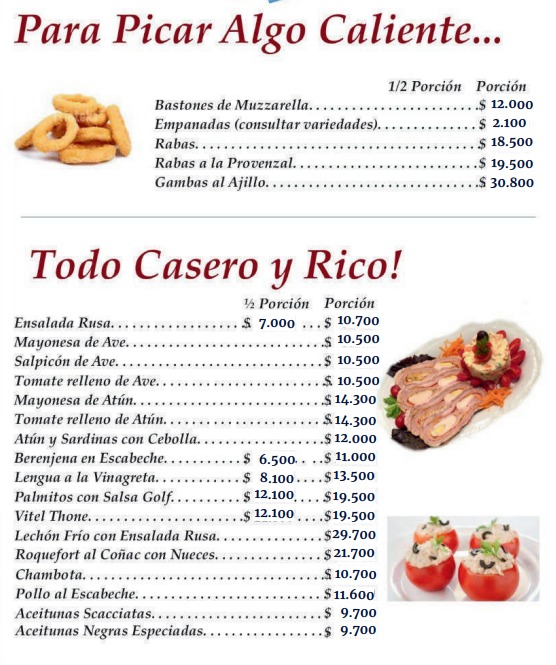 Para Picar Algo Caliente...
1/2 Porción Porción
Bastones de Muzzarella.......................$ 12.000
Empanadas (consultar variedades).............$ 2.100
Rabas........................................$ 18.500
Rabas a la Provenzal.........................$ 19.500
Gambas al Ajillo.............................$ 30.800
Todo Casero y Rico!
½ Porción Porción
Ensalada Rusa..................$ 7.000 ...$ 10.700
Mayonesa de Ave............................$ 10.500
Salpicón de Ave............................$ 10.500
Tomate relleno de Ave......................$ 10.500
Mayonesa de Atún...........................$ 14.300
Tomate relleno de Atún.....................$ 14.300
Atún y Sardinas con Cebolla................$ 12.000
Berenjena en Escabeche.........$ 6.500....$ 11.000
Lengua a la Vinagreta..........$ 8.100....$ 13.500
Palmitos con Salsa Golf........$ 12.100...$ 19.500
Vitel Thone....................$ 12.100...$ 19.500
Lechón Frío con Ensalada Rusa..............$ 29.700
Roquefort al Coñac con Nueces..............$ 21.700
Chambota...................................$ 10.700
Pollo al Escabeche.........................$ 11.600
Aceitunas Scacciatas.......................$ 9.700
Aceitunas Negras Especiadas................$ 9.700